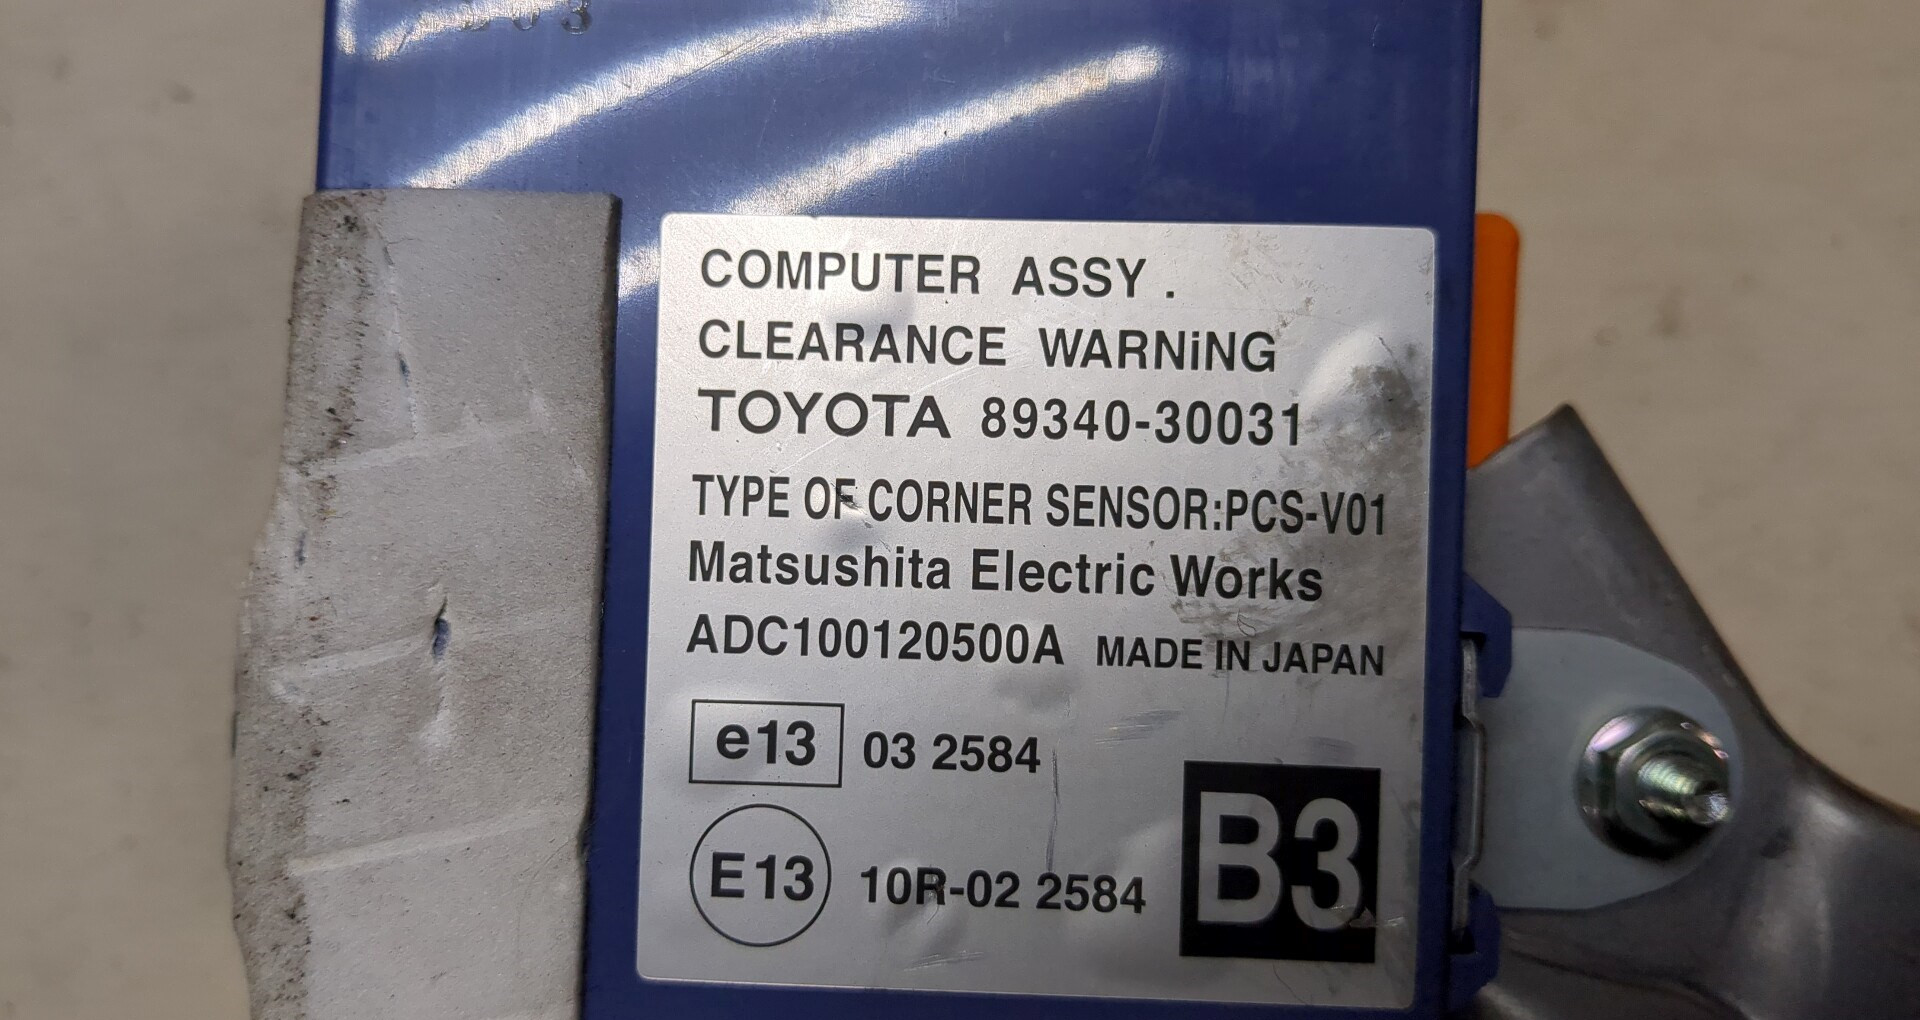 COMPUTER ASSY.
CLEARANCE WARNiNG
TOYOTA 89340-30031
TYPE OF CORNER SENSOR:PCS-V01
Matsushita Electric Works
ADC100120500A MADE IN JAPAN
e13 03 2584
E13 10R-02 2584
B3